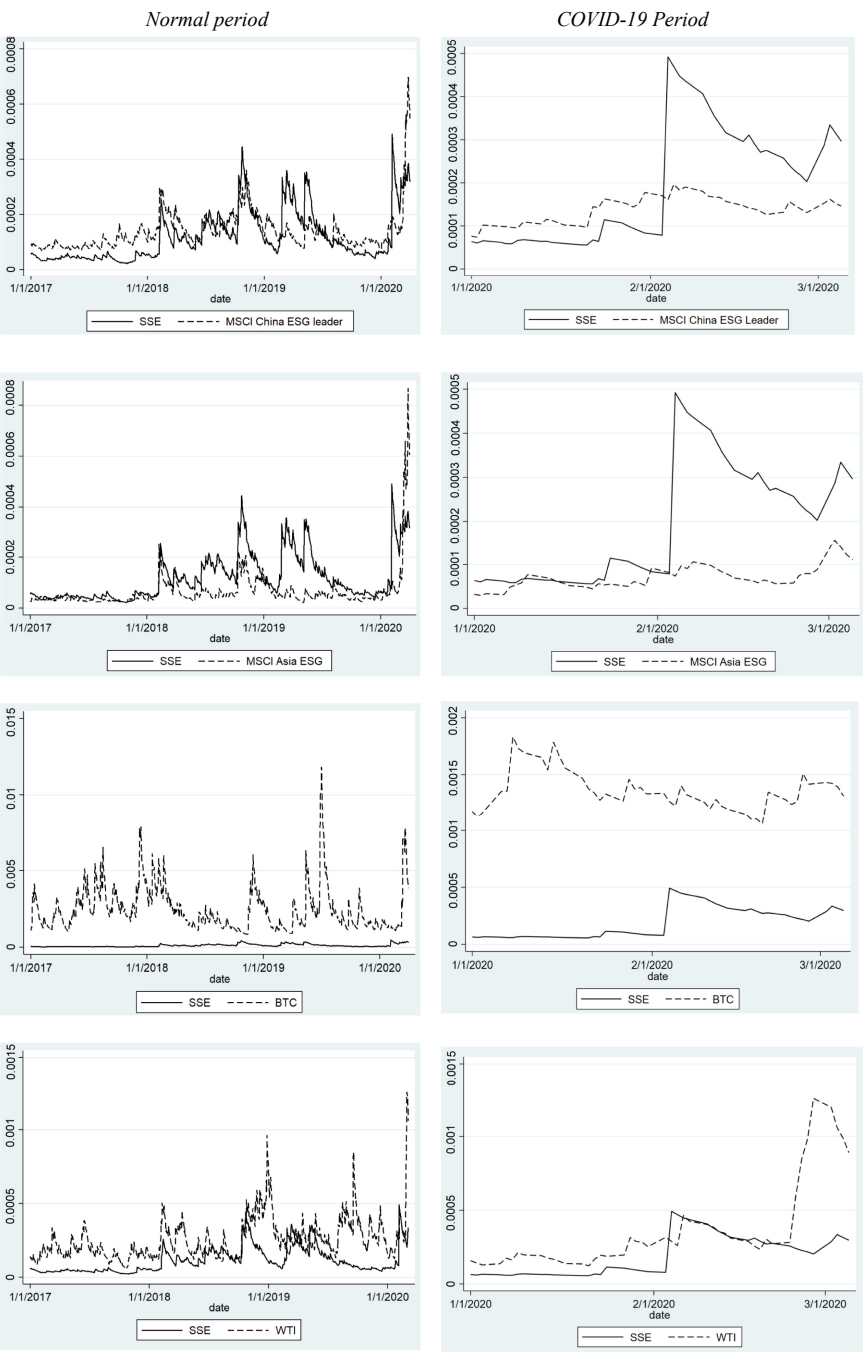 Normal period
COVID-19 Period
0.0008
0.0006
0.0004
0.0002
0
1/1/2017 1/1/2018 1/1/2019 1/1/2020
date
SSE MSCI China ESG leader
0.0005
0.0004
0.0003
0.0002
0.0001
0
1/1/2020 2/1/2020 3/1/2020
date
SSE MSCI China ESG Leader
0.0008
0.0006
0.0004
0.0002
0
1/1/2017 1/1/2018 1/1/2019 1/1/2020
date
SSE MSCI Asia ESG
0.0005
0.0004
0.0003
0.0002
0.0001
0
1/1/2020 2/1/2020 3/1/2020
date
SSE MSCI Asia ESG
0.015
0.01
0.005
0
1/1/2017 1/1/2018 1/1/2019 1/1/2020
date
SSE BTC
0.002
0.0015
0.001
0.0005
0
1/1/2020 2/1/2020 3/1/2020
date
SSE BTC
0.0015
0.001
0.0005
0
1/1/2017 1/1/2018 1/1/2019 1/1/2020
date
SSE WTI
0.0015
0.001
0.0005
0
1/1/2020 2/1/2020 3/1/2020
date
SSE WTI